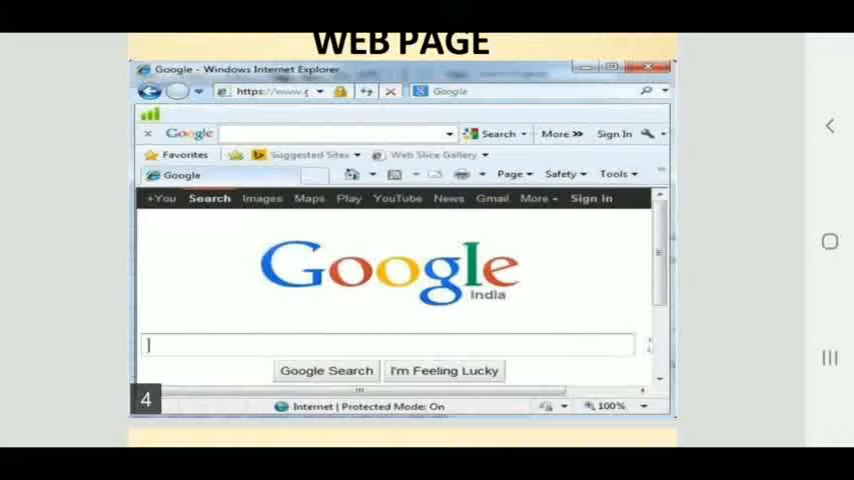 WEB PAGE
Google - Windows Internet Explorer
https://www.g
Google
Google
Search
More »
Sign In
Favorites
Suggested Sites
Web Slice Gallery
Google
Page
Safety
Tools
+You Search Images Maps Play YouTube News Gmail More Sign in
Google
India
Google Search
I'm Feeling Lucky
4
Internet | Protected Mode: On
100%